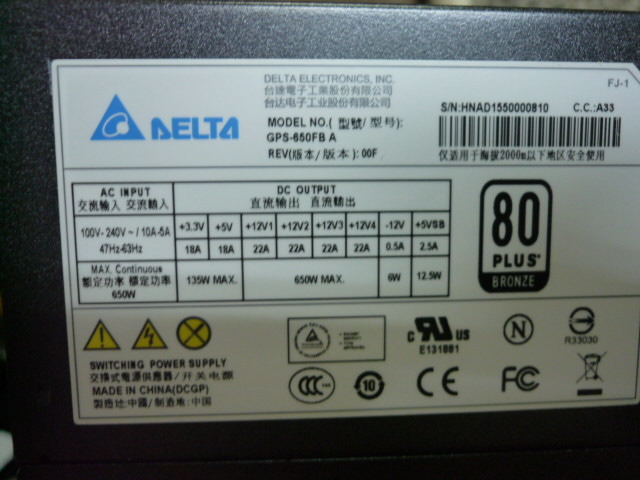 DELTA ELECTRONICS, INC.
台達電子工業股份有限公司
台达电子工业股份有限公司
FJ-1
DELTA
MODEL NO.( 型號/ 型号):
GPS-650FB A
REV(版本/ 版本): 00F
S/N:HNAD1550000810 C.C.:A33
仅适用于海拔2000m以下地区安全使用
AC INPUT
交流輸入 交流输入
DC OUTPUT
直流输出 直流輸出
100V- 240V ~ / 10A-5A
47Hz-63Hz
+3.3V +5V +12V1 +12V2 +12V3 +12V4 -12V +5VSB
18A 18A 22A 22A 22A 22A 0.5A 2.5A
MAX. Continuous
額定功率 額定功率
650W
135W MAX. 650W MAX. 6W 12.5W
80
PLUS
BRONZE
SWITCHING POWER SUPPLY
交換式電源供應器/ 开关电源
MADE IN CHINA(DCGP)
製造地:中國/ 制造地:中国
c RU us
E131881
N
R33030
CCC
10
CE
FC